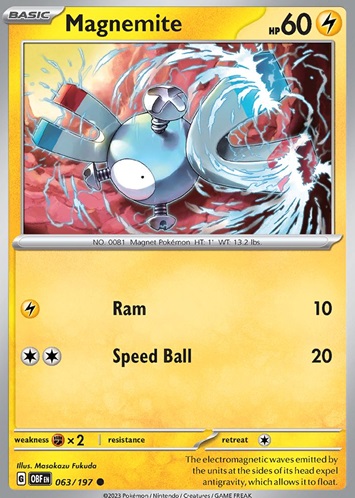 BASIC
Magnemite
HP60
NO. 0081 Magnet Pokémon HT: 1' WT: 13.2 lbs.
Ram 10
Speed Ball 20
weakness ×2 resistance retreat
Illus. Masakazu Fukuda
G OBF EN 063/197
The electromagnetic waves emitted by
the units at the sides of its head expel
antigravity, which allows it to float.
©2023 Pokémon / Nintendo / Creatures / GAME FREAK